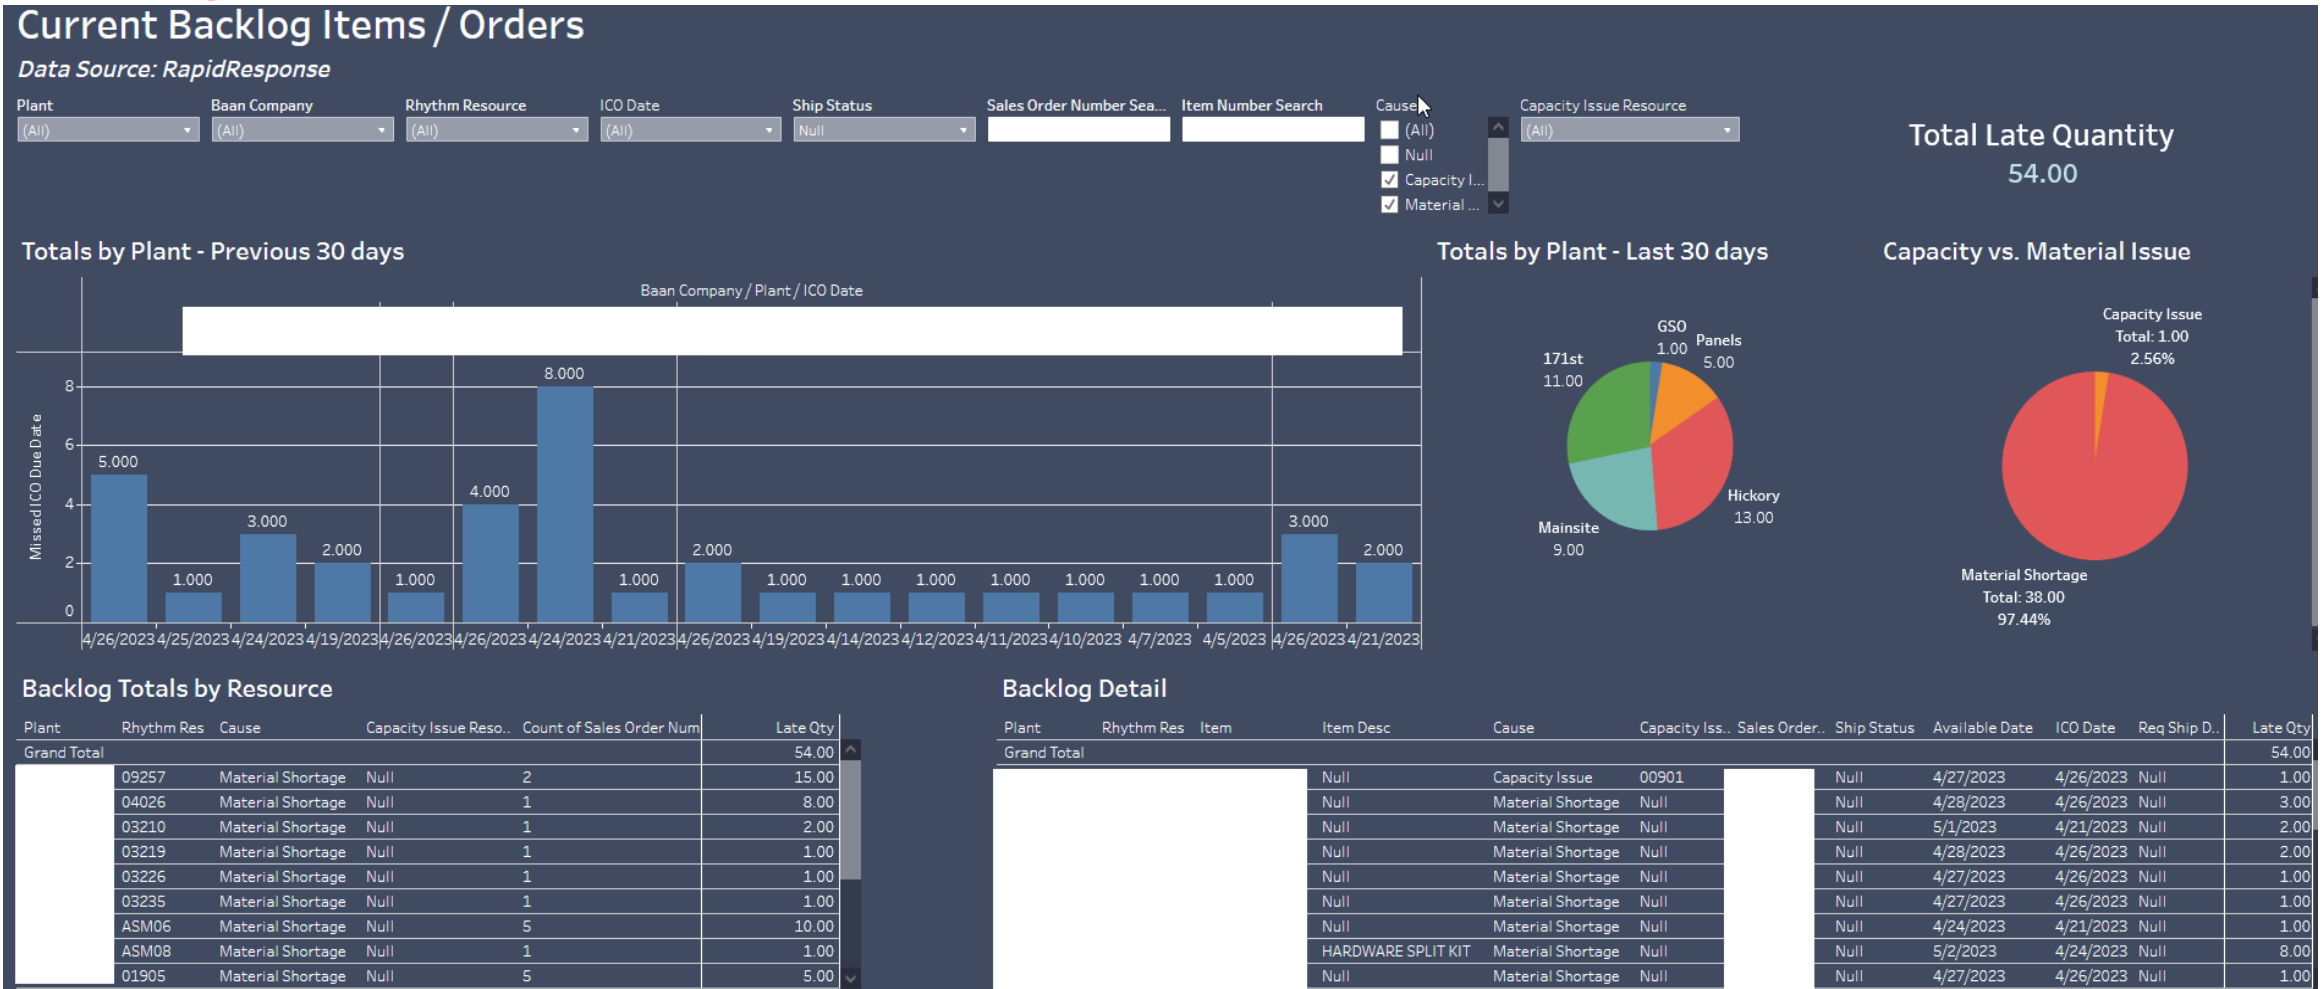 Current Backlog Items / Orders
Data Source: RapidResponse
Plant Baan Company Rhythm Resource ICO Date Ship Status Sales Order Number Sea... Item Number Search Cause Capacity Issue Resource
(All) (All) (All) (All) Null (All) (All)
Null
Capacity I...
Material ...
Total Late Quantity
54.00
Totals by Plant - Previous 30 days
Baan Company / Plant / ICO Date
Missed ICO Due Date
8
6
4
2
0
5.000 1.000 3.000 2.000 1.000 4.000 8.000 1.000 2.000 1.000 1.000 1.000 1.000 1.000 1.000 1.000 3.000 2.000
4/26/2023 4/25/2023 4/24/2023 4/19/2023 4/26/2023 4/26/2023 4/24/2023 4/21/2023 4/26/2023 4/19/2023 4/14/2023 4/12/2023 4/11/2023 4/10/2023 4/7/2023 4/5/2023 4/26/2023 4/21/2023
Totals by Plant - Last 30 days
GSO
1.00
Panels
5.00
171st
11.00
Hickory
13.00
Mainsite
9.00
Capacity vs. Material Issue
Capacity Issue
Total: 1.00
2.56%
Material Shortage
Total: 38.00
97.44%
Backlog Totals by Resource
Plant Rhythm Res Cause Capacity Issue Reso.. Count of Sales Order Num Late Qty
Grand Total 54.00
09257 Material Shortage Null 2 15.00
04026 Material Shortage Null 1 8.00
03210 Material Shortage Null 1 2.00
03219 Material Shortage Null 1 1.00
03226 Material Shortage Null 1 1.00
03235 Material Shortage Null 1 1.00
ASM06 Material Shortage Null 5 10.00
ASM08 Material Shortage Null 1 1.00
01905 Material Shortage Null 5 5.00
Backlog Detail
Plant Rhythm Res Item Item Desc Cause Capacity Iss.. Sales Order.. Ship Status Available Date ICO Date Req Ship D.. Late Qty
Grand Total 54.00
Null Capacity Issue 00901 Null 4/27/2023 4/26/2023 Null 1.00
Null Material Shortage Null Null 4/28/2023 4/26/2023 Null 3.00
Null Material Shortage Null Null 5/1/2023 4/21/2023 Null 2.00
Null Material Shortage Null Null 4/28/2023 4/26/2023 Null 2.00
Null Material Shortage Null Null 4/27/2023 4/26/2023 Null 1.00
Null Material Shortage Null Null 4/27/2023 4/26/2023 Null 1.00
Null Material Shortage Null Null 4/24/2023 4/21/2023 Null 1.00
HARDWARE SPLIT KIT Material Shortage Null Null 5/2/2023 4/24/2023 Null 8.00
Null Material Shortage Null Null 4/27/2023 4/26/2023 Null 1.00